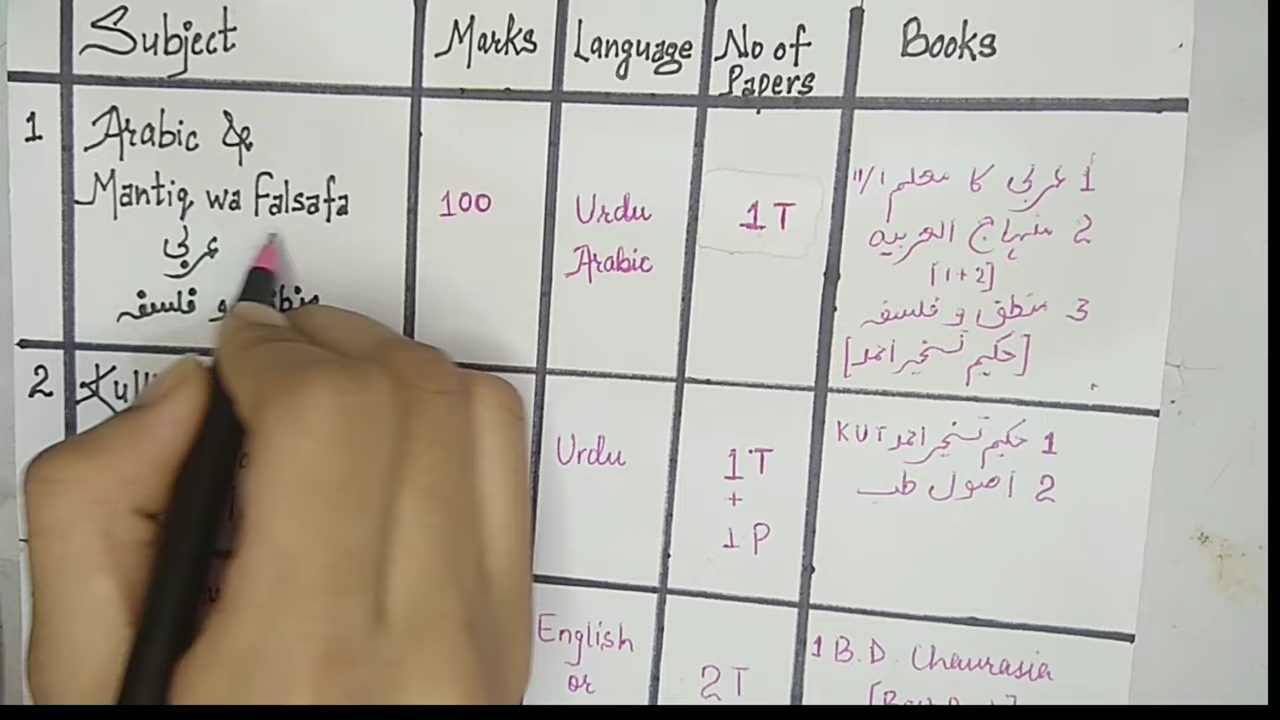 Subject
Marks
Language
No of
Papers
Books
1
Arabic &
Mantiq wa Falsafa
عربی
و فلسفہ
100
Urdu
Arabic
1T
1 عربی کا معلم
2 منہاج العربیہ
[1+2]
3 منطق و فلسفہ
[حکیم تسخیر احمد]
2
Urdu
1T
+
1P
1 حکیم تسخیر احمد KUT
2 اصول طب
English
or
2T
1 B.D. Chaurasia